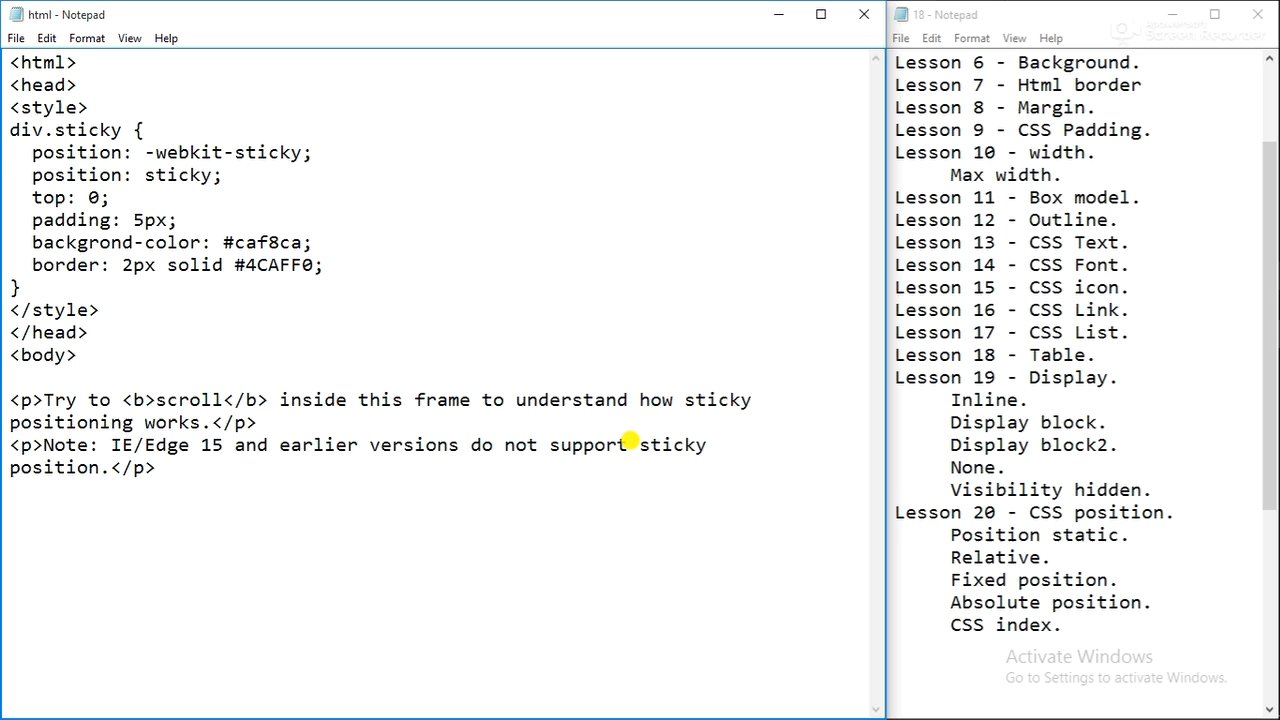 html - Notepad
File Edit Format View Help
<html>
<head>
<style>
div.sticky {
  position: -webkit-sticky;
  position: sticky;
  top: 0;
  padding: 5px;
  backgrond-color: #caf8ca;
  border: 2px solid #4CAFF0;
}
</style>
</head>
<body>

<p>Try to <b>scroll</b> inside this frame to understand how sticky
positioning works.</p>
<p>Note: IE/Edge 15 and earlier versions do not support sticky
position.</p>
18 - Notepad
File Edit Format View Help
Screen Recorder
Lesson 6 - Background.
Lesson 7 - Html border
Lesson 8 - Margin.
Lesson 9 - CSS Padding.
Lesson 10 - width.
     Max width.
Lesson 11 - Box model.
Lesson 12 - Outline.
Lesson 13 - CSS Text.
Lesson 14 - CSS Font.
Lesson 15 - CSS icon.
Lesson 16 - CSS Link.
Lesson 17 - CSS List.
Lesson 18 - Table.
Lesson 19 - Display.
     Inline.
     Display block.
     Display block2.
     None.
     Visibility hidden.
Lesson 20 - CSS position.
     Position static.
     Relative.
     Fixed position.
     Absolute position.
     CSS index.
Activate Windows
Go to Settings to activate Windows.